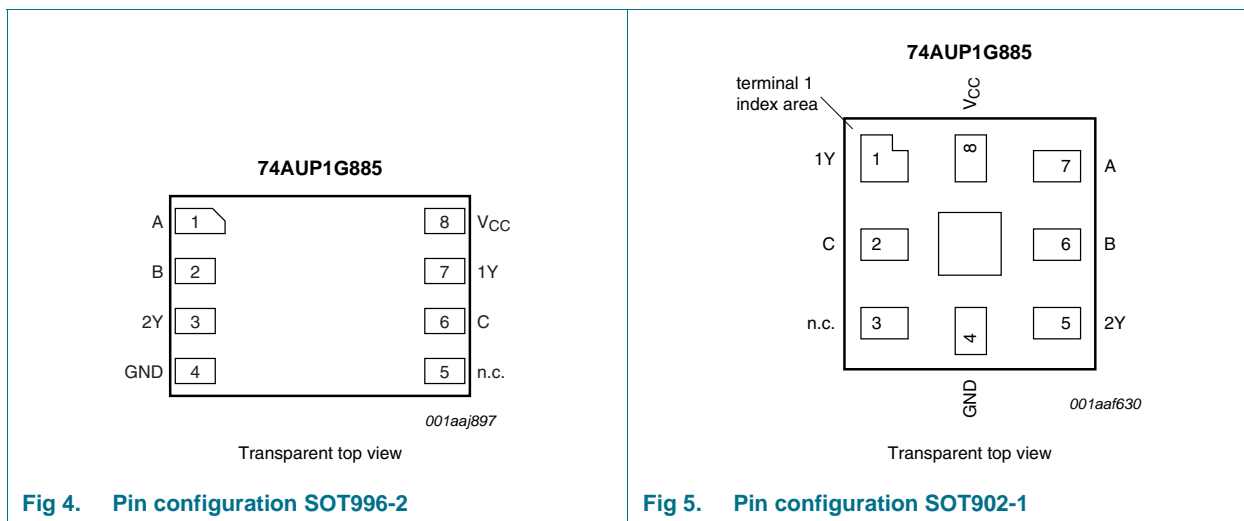 74AUP1G885
A 1 8 VCC
B 2 7 1Y
2Y 3 6 C
GND 4 5 n.c.
001aaj897
Transparent top view
Fig 4. Pin configuration SOT996-2
74AUP1G885
terminal 1
index area
VCC
1Y 1 8 7 A
C 2 6 B
n.c. 3 4 5 2Y
GND
001aaf630
Transparent top view
Fig 5. Pin configuration SOT902-1